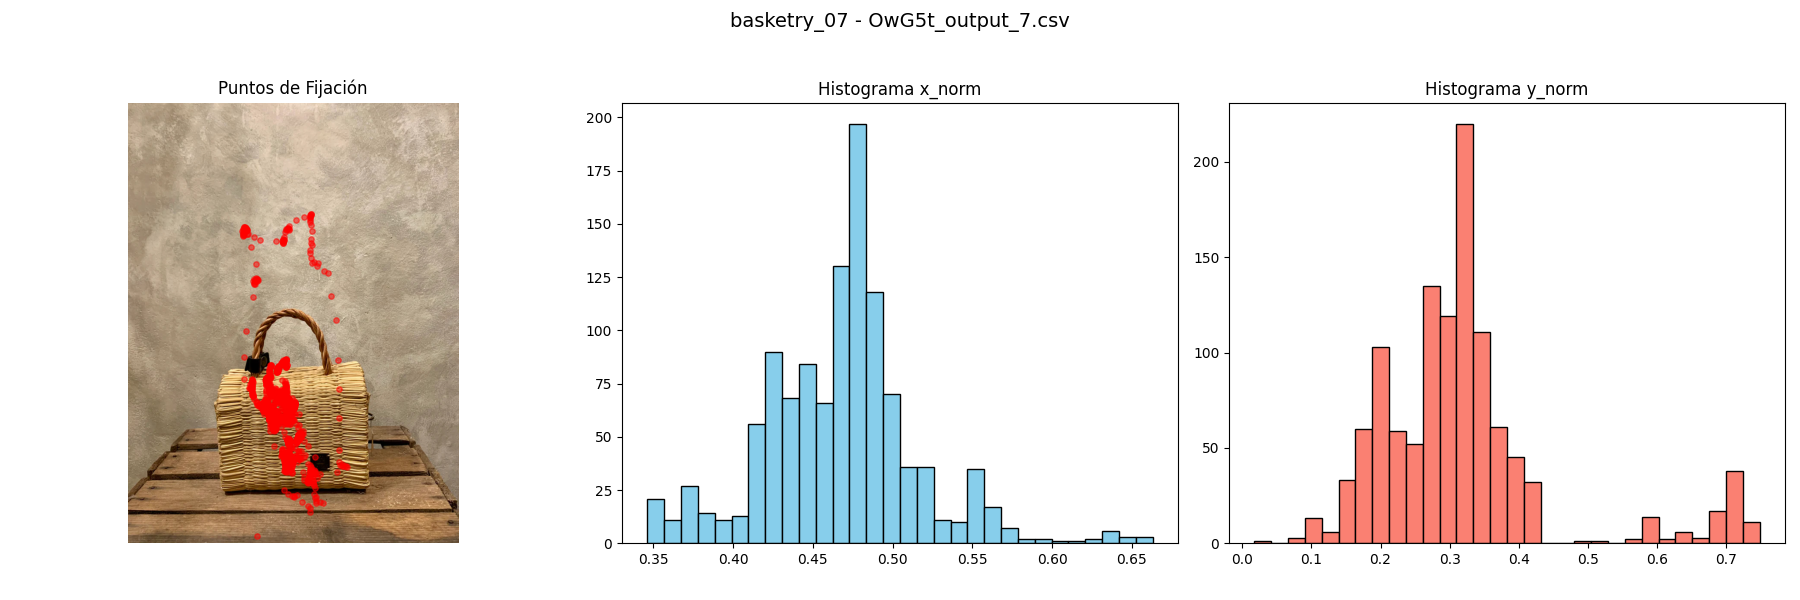 basketry_07 - OwG5t_output_7.csv
Puntos de Fijación
Histograma x_norm
200
175
150
125
100
75
50
25
0
0.35 0.40 0.45 0.50 0.55 0.60 0.65
Histograma y_norm
200
150
100
50
0
0.0 0.1 0.2 0.3 0.4 0.5 0.6 0.7